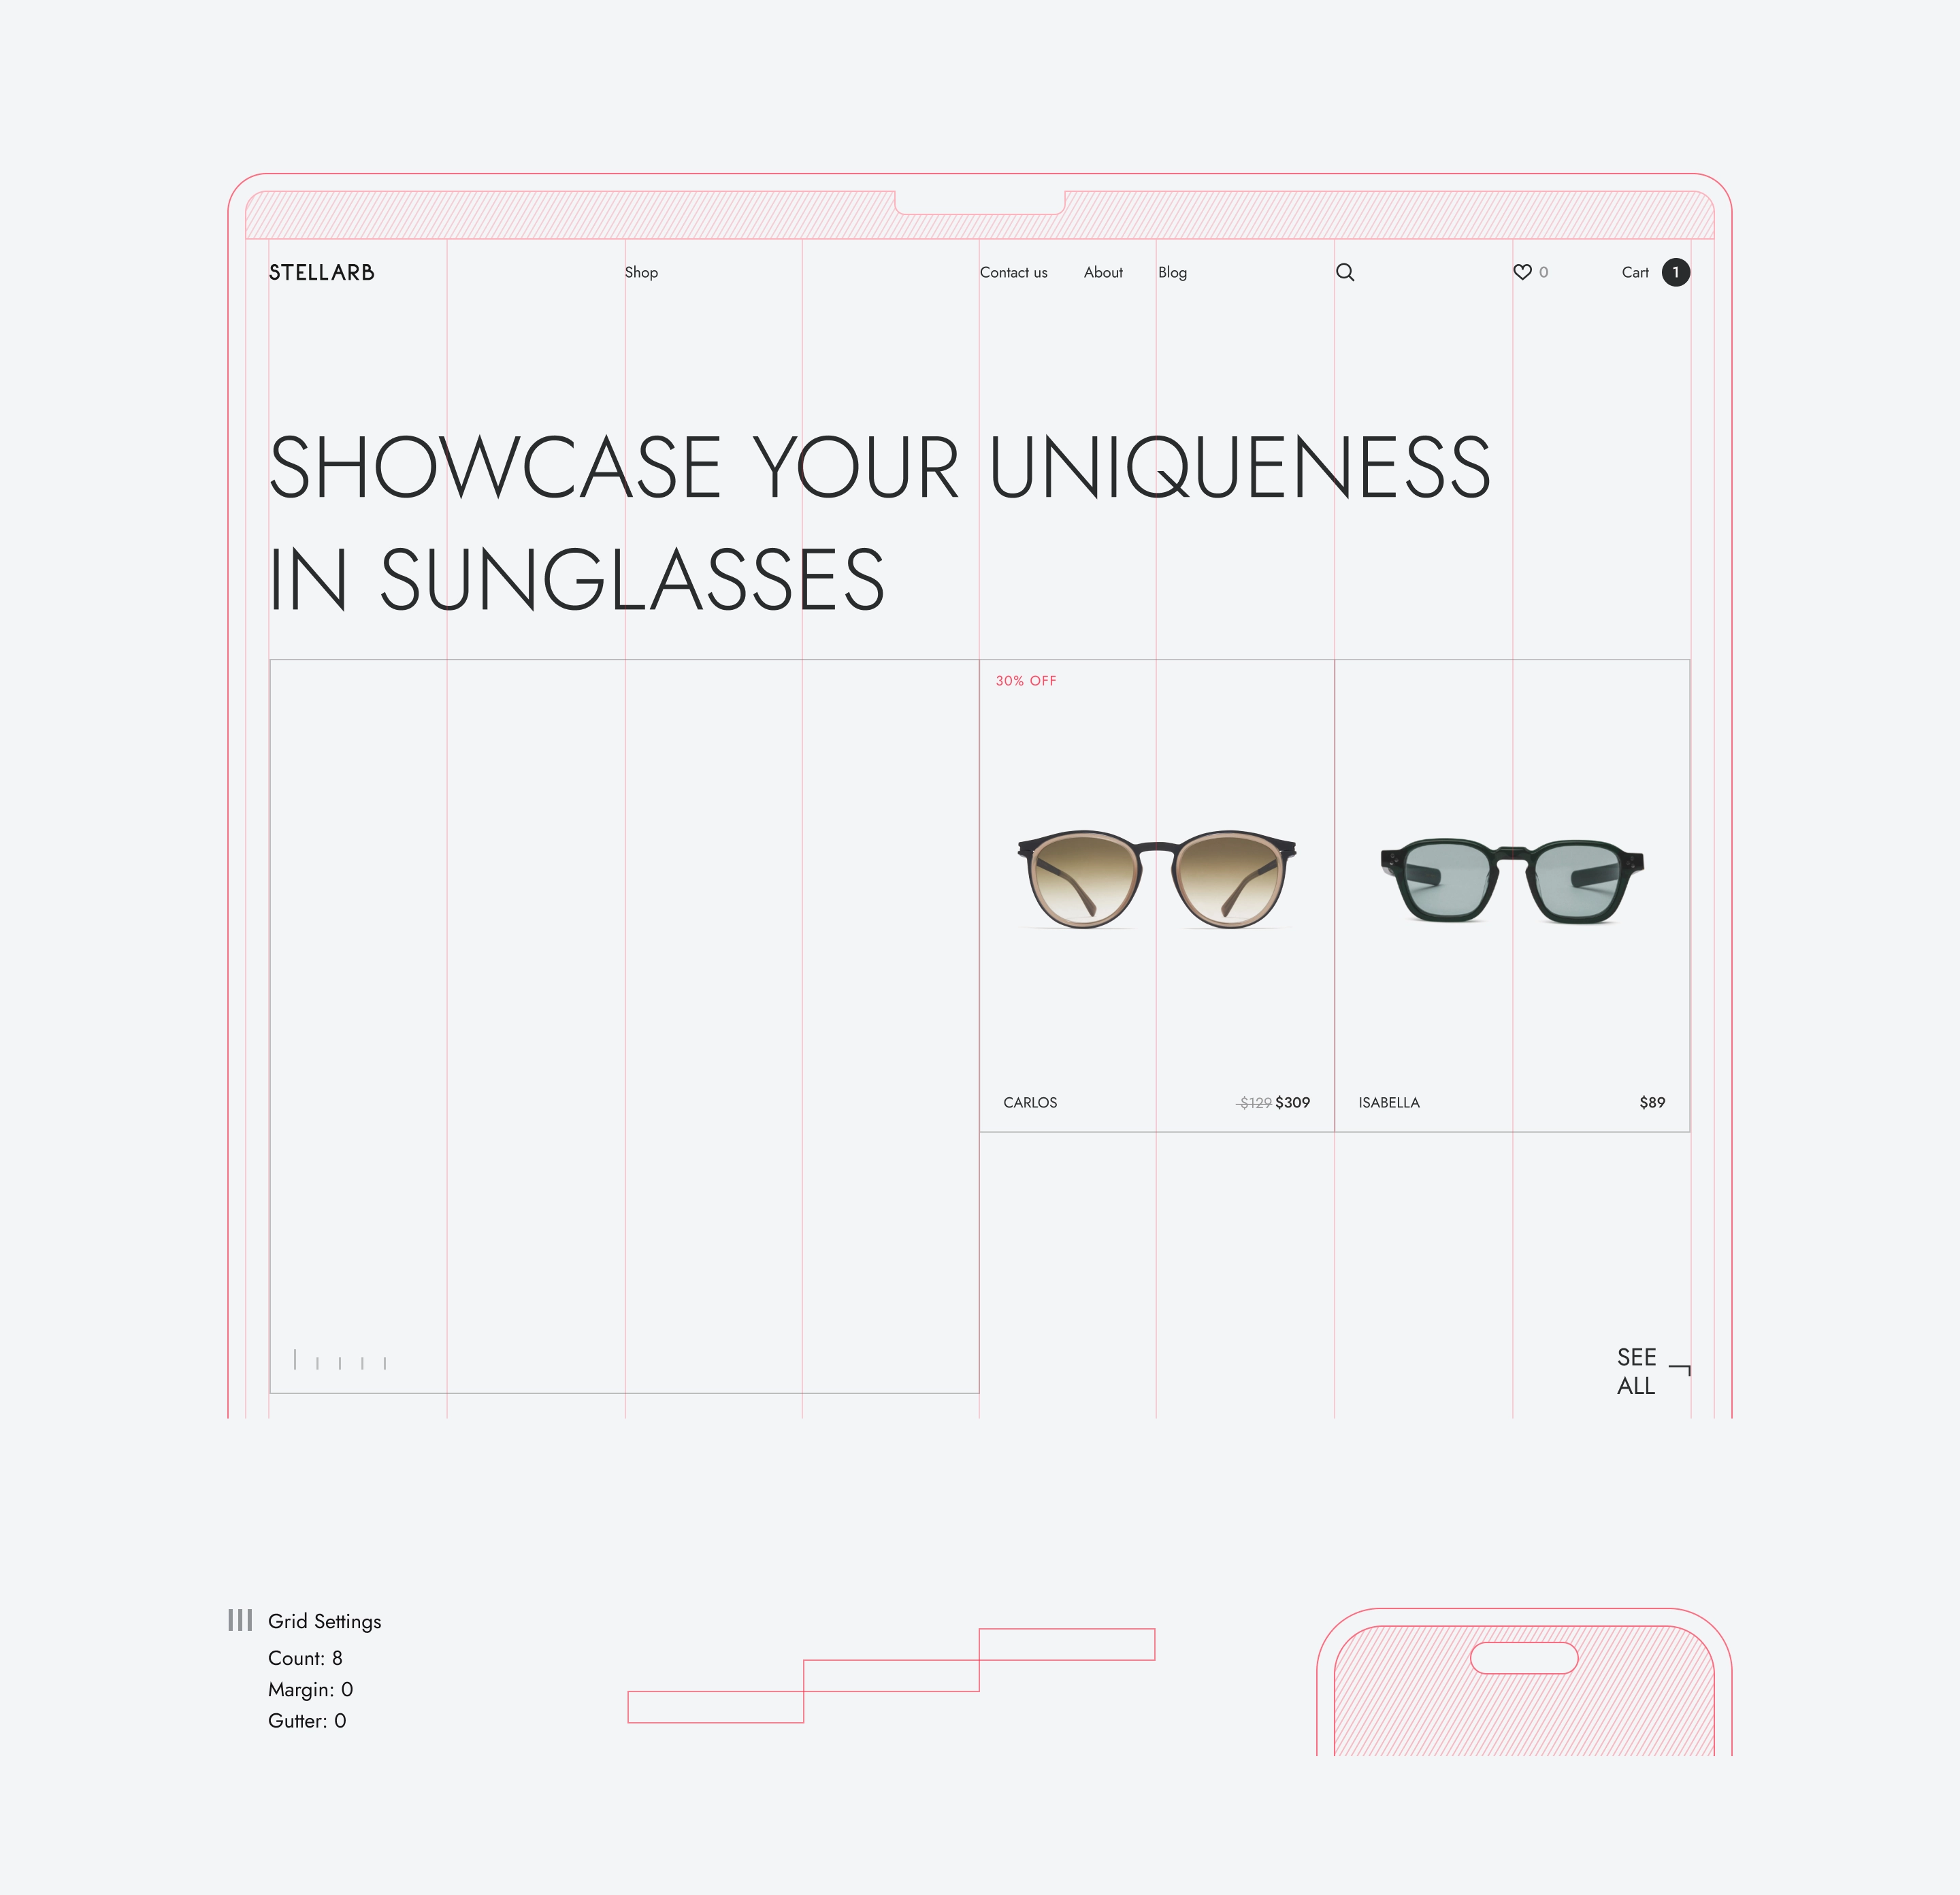 STELLARB
Shop
Contact us
About
Blog
0
Cart
1
SHOWCASE YOUR UNIQUENESS
IN SUNGLASSES
30% OFF
CARLOS
$129 $309
ISABELLA
$89
SEE
ALL
Grid Settings
Count: 8
Margin: 0
Gutter: 0